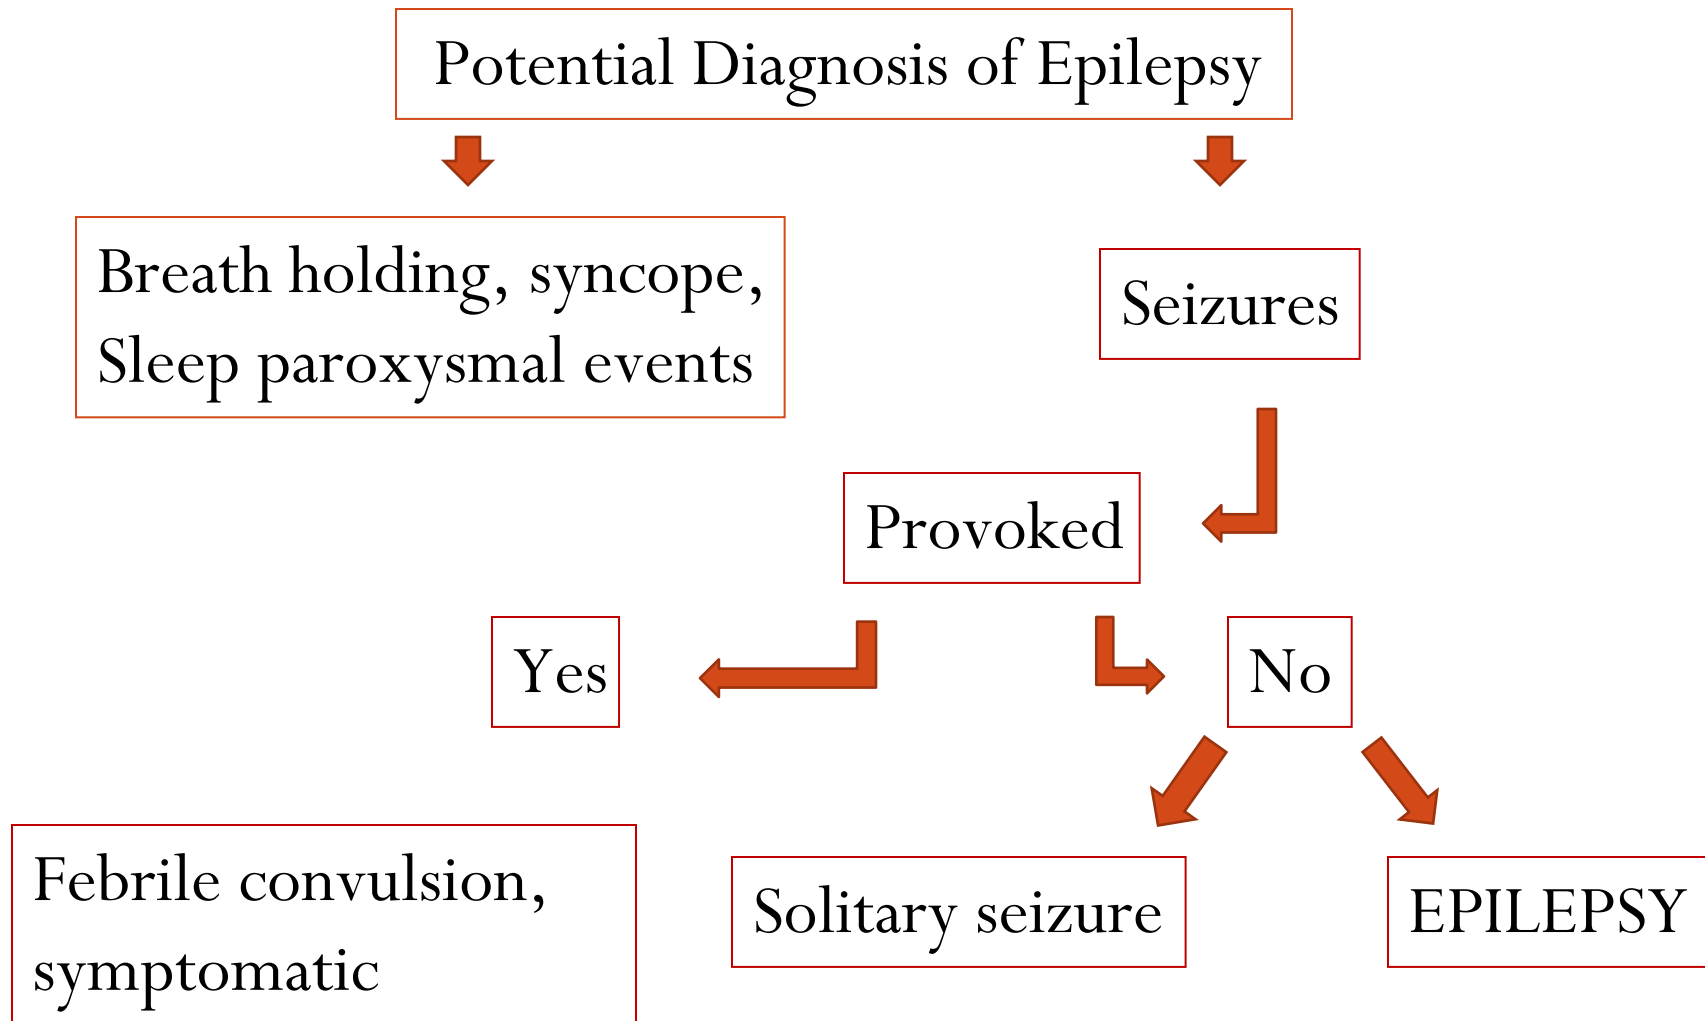 Potential Diagnosis of Epilepsy
Breath holding, syncope,
Sleep paroxysmal events
Seizures
Provoked
Yes
No
Febrile convulsion,
symptomatic
Solitary seizure
EPILEPSY